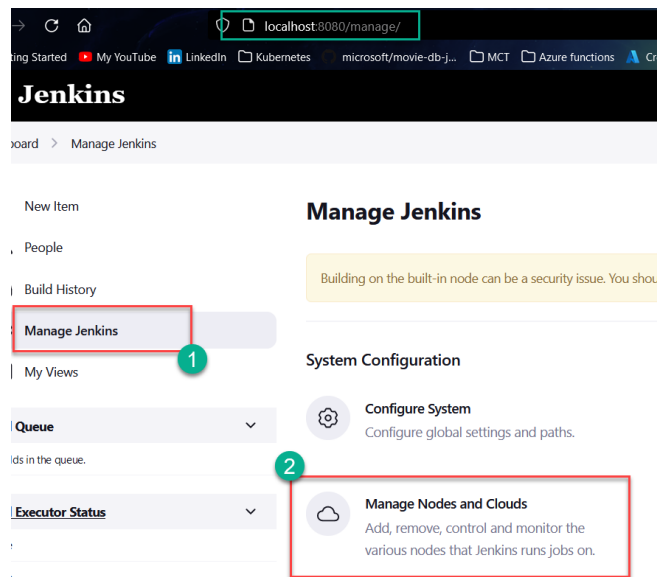 localhost:8080/manage/
ting Started My YouTube LinkedIn Kubernetes microsoft/movie-db-j... MCT Azure functions Cr
Jenkins
oard > Manage Jenkins
New Item
People
Build History
Manage Jenkins
1
My Views
Queue
lds in the queue.
Executor Status
Manage Jenkins
Building on the built-in node can be a security issue. You shou
System Configuration
Configure System
Configure global settings and paths.
2
Manage Nodes and Clouds
Add, remove, control and monitor the
various nodes that Jenkins runs jobs on.